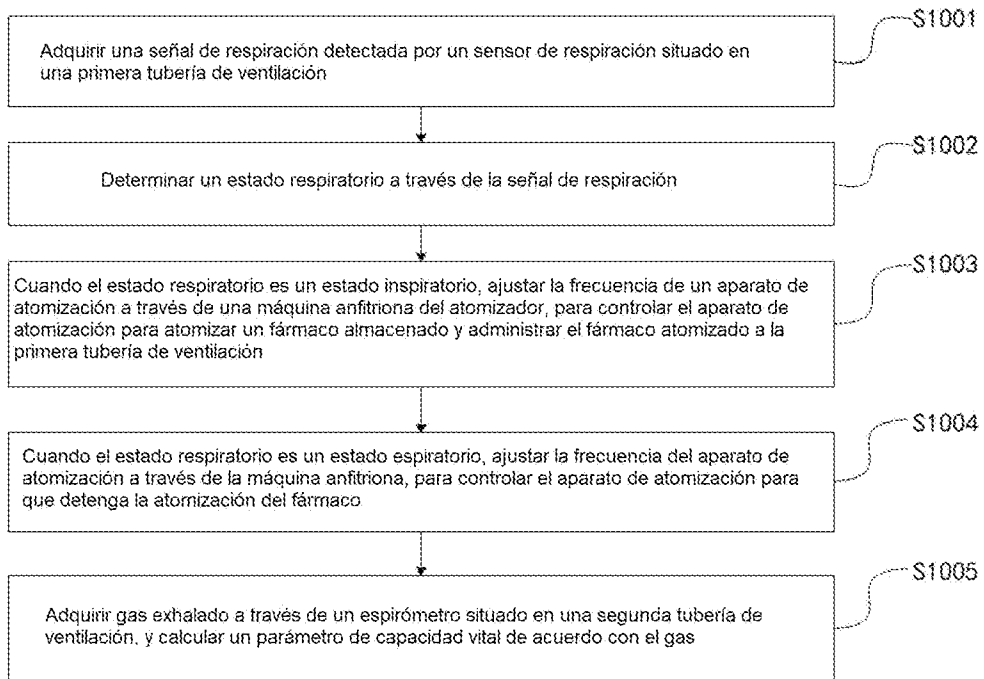 S1001
Adquirir una señal de respiración detectada por un sensor de respiración situado en
una primera tubería de ventilación
S1002
Determinar un estado respiratorio a través de la señal de respiración
S1003
Cuando el estado respiratorio es un estado inspiratorio, ajustar la frecuencia de un aparato de
atomización a través de una máquina anfitriona del atomizador, para controlar el aparato de
atomización para atomizar un fármaco almacenado y administrar el fármaco atomizado a la
primera tubería de ventilación
S1004
Cuando el estado respiratorio es un estado espiratorio, ajustar la frecuencia del aparato de
atomización a través de la máquina anfitriona, para controlar el aparato de atomización para
que detenga la atomización del fármaco
S1005
Adquirir gas exhalado a través de un espirómetro situado en una segunda tubería de
ventilación, y calcular un parámetro de capacidad vital de acuerdo con el gas